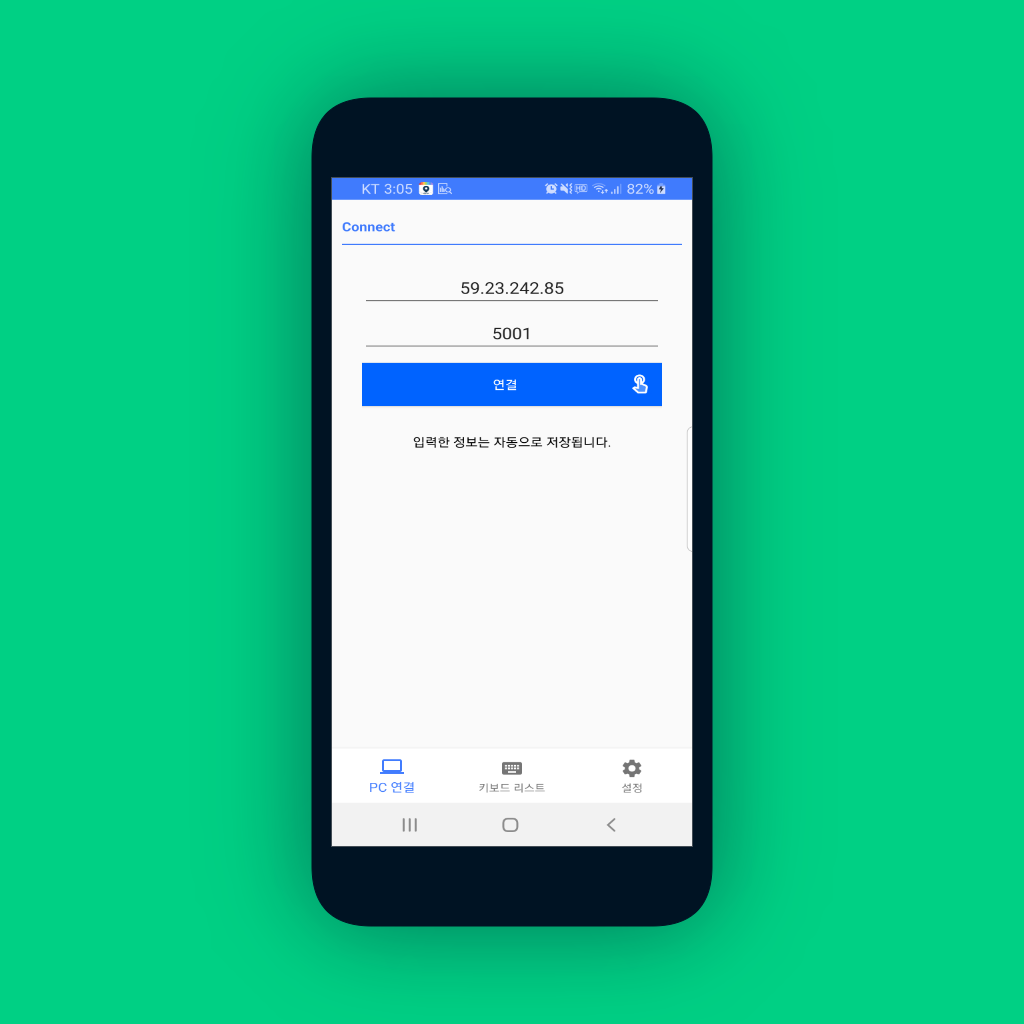 KT 3:05 82%
Connect
59.23.242.85
5001
연결
입력한 정보는 자동으로 저장됩니다.
PC 연결 키보드 리스트 설정